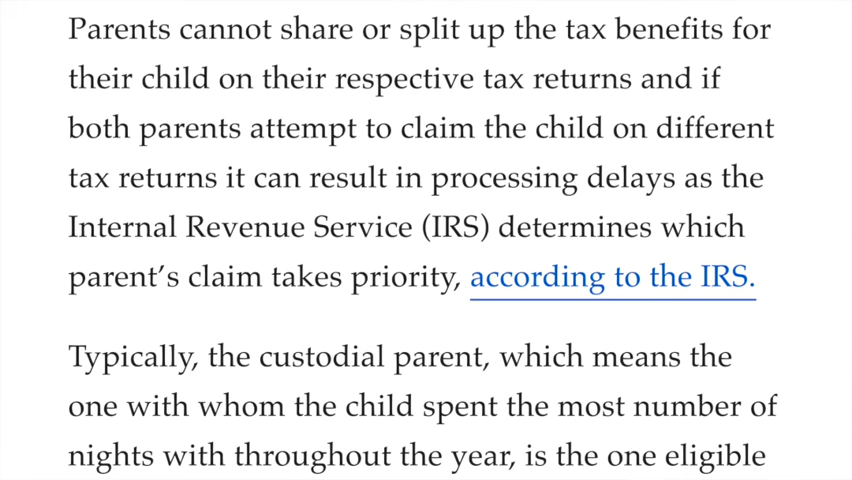 Parents cannot share or split up the tax benefits for
their child on their respective tax returns and if
both parents attempt to claim the child on different
tax returns it can result in processing delays as the
Internal Revenue Service (IRS) determines which
parent’s claim takes priority, according to the IRS.
Typically, the custodial parent, which means the
one with whom the child spent the most number of
nights with throughout the year, is the one eligible